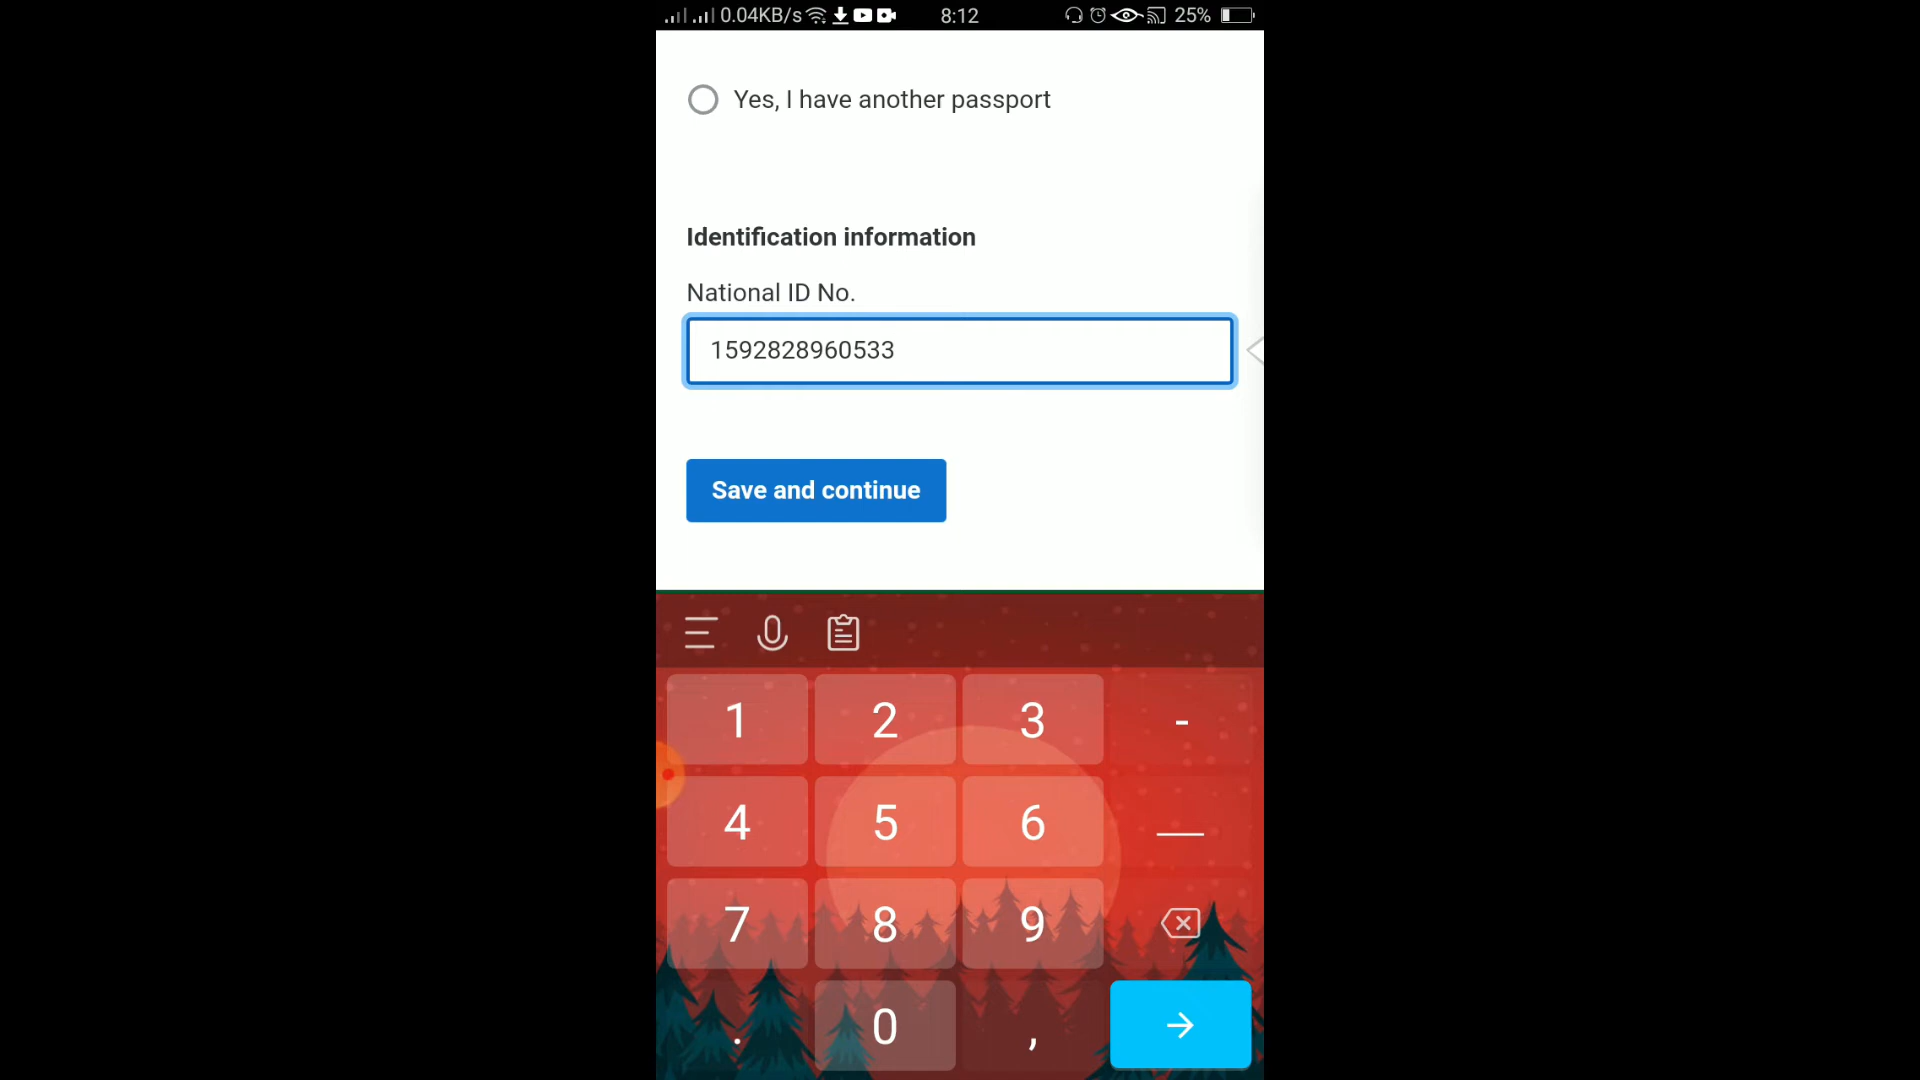 0.04KB/s 8:12 25%
Yes, I have another passport
Identification information
National ID No.
1592828960533
Save and continue
1 2 3 -
4 5 6 _
7 8 9
. 0 ,